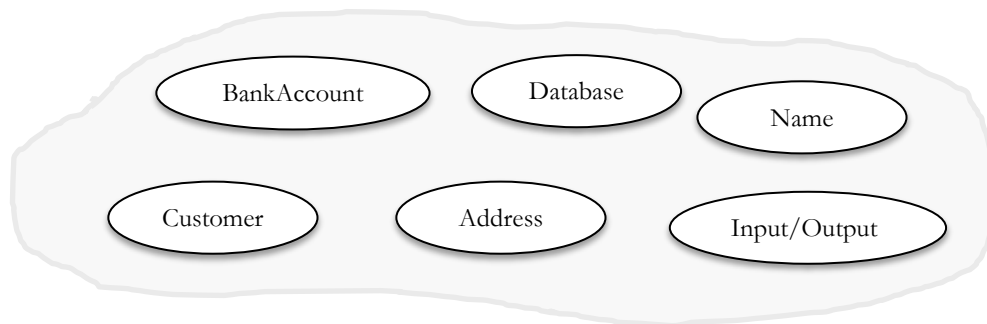 BankAccount
Database
Name
Customer
Address
Input/Output